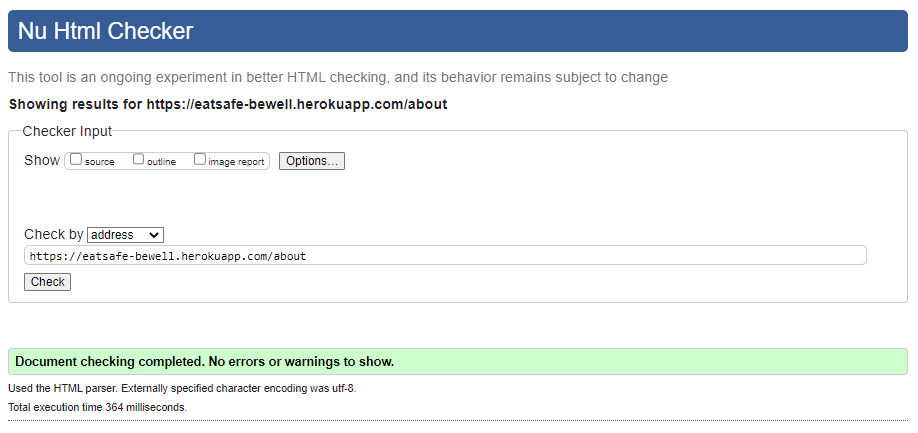 Nu Html Checker
This tool is an ongoing experiment in better HTML checking, and its behavior remains subject to change
Showing results for https://eatsafe-bewell.herokuapp.com/about
Checker Input
Show source outline image report Options...
Check by address
https://eatsafe-bewell.herokuapp.com/about
Check
Document checking completed. No errors or warnings to show.
Used the HTML parser. Externally specified character encoding was utf-8.
Total execution time 364 milliseconds.